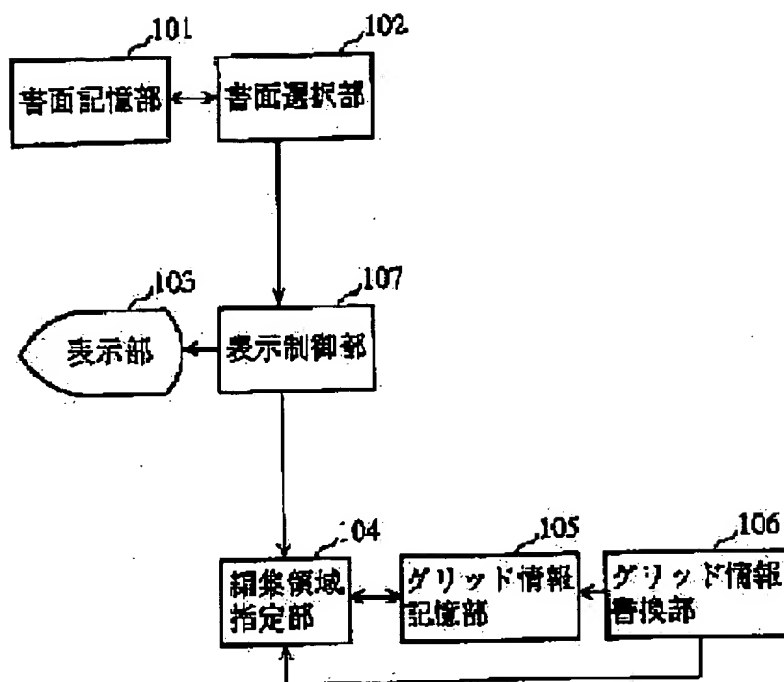 101
書面記憶部
102
書面選択部
103
表示部
107
表示制御部
104
編集領域
指定部
105
グリッド情報
記憶部
106
グリッド情報
書換部